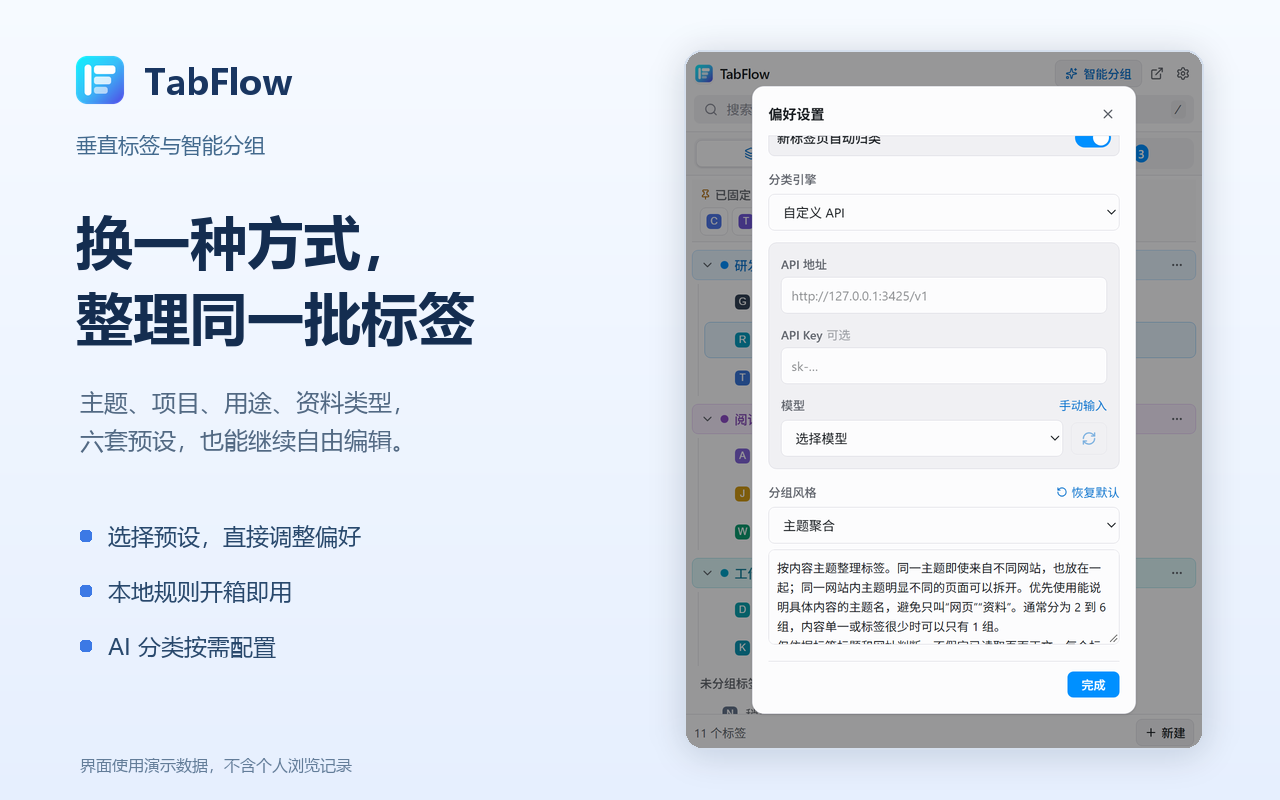 TabFlow
垂直标签与智能分组
换一种方式，
整理同一批标签
主题、项目、用途、资料类型，
六套预设，也能继续自由编辑。
选择预设，直接调整偏好
本地规则开箱即用
AI 分类按需配置
界面使用演示数据，不含个人浏览记录
TabFlow
智能分组
搜索
/
3
已固定
C
T
研发
G
R
T
A
J
W
工作
D
K
未分组标签
N
11 个标签
+ 新建
偏好设置
新标签页自动归类
分类引擎
自定义 API
API 地址
http://127.0.0.1:3425/v1
API Key 可选
sk-...
模型
手动输入
选择模型
分组风格
恢复默认
主题聚合
按内容主题整理标签。同一主题即使来自不同网站，也放在一
起；同一网站内主题明显不同的页面可以拆开。优先使用能说
明具体内容的主题名，避免只叫“网页”“资料”。通常分为 2 到 6
组，内容单一或标签很少时可以只有 1 组。
完成